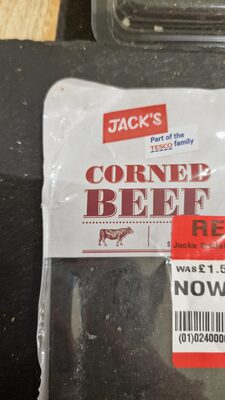 JACK'S
Part of the
TESCO family
CORNED
BEEF
RE
WAS £1.5
NOW
(01)024000